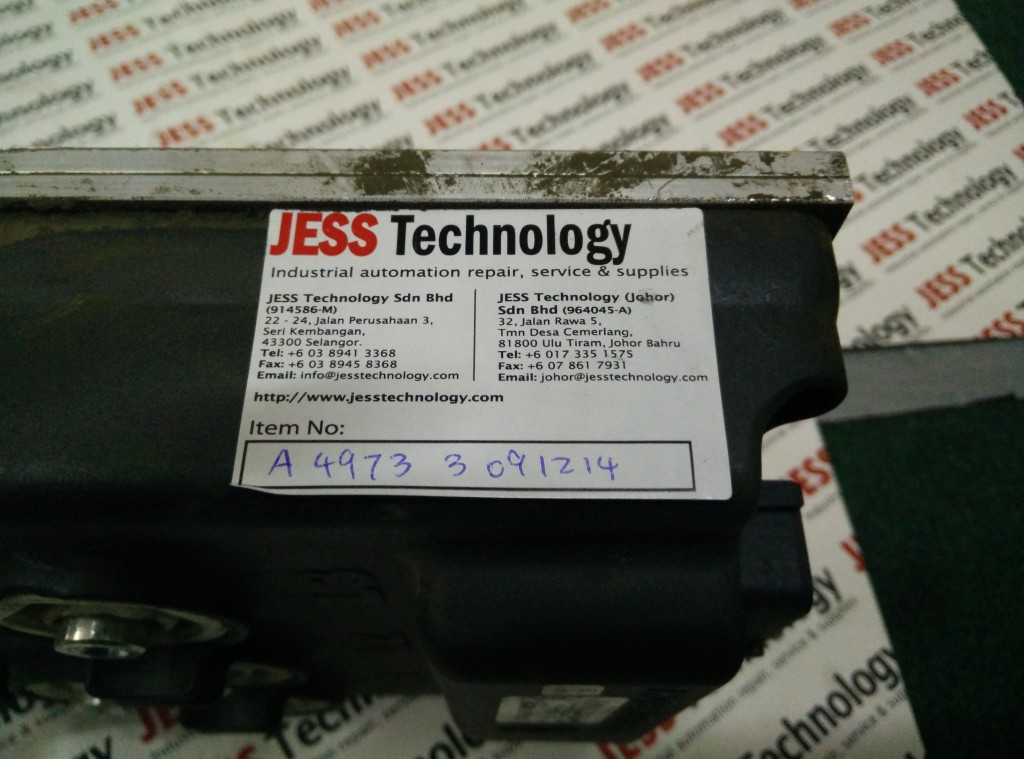 JESS Technology
Industrial automation repair, service & supplies
JESS Technology Sdn Bhd
(914586-M)
22 - 24, Jalan Perusahaan 3,
Seri Kembangan,
43300 Selangor.
Tel: +6 03 8941 3368
Fax: +6 03 8945 8368
Email: info@jesstechnology.com
JESS Technology (Johor)
Sdn Bhd (964045-A)
32, Jalan Rawa 5,
Tmn Desa Cemerlang,
81800 Ulu Tiram, Johor Bahru
Tel: +6 017 335 1575
Fax: +6 07 861 7931
Email: johor@jesstechnology.com
http://www.jesstechnology.com
Item No:
A 4973 3 091214